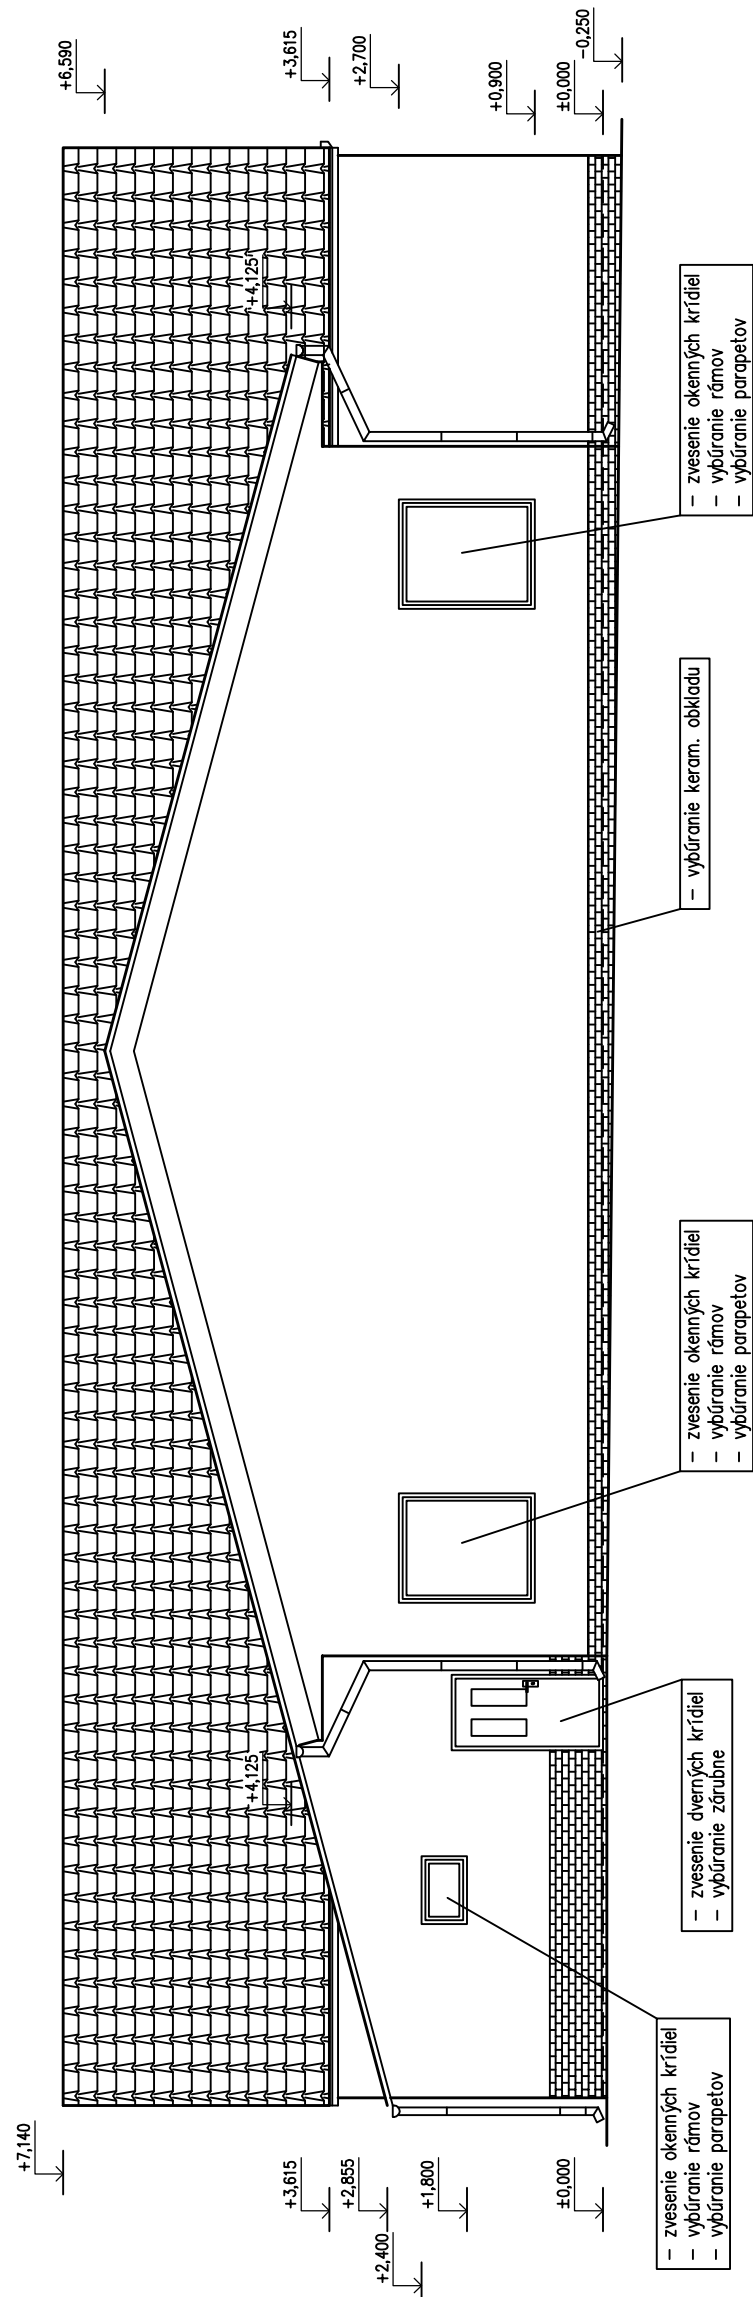 +7,140
+3,615
+2,855
+2,400
+1,800
±0,000
+4,125
+4,125
+6,590
+3,615
+2,700
+0,900
±0,000
-0,250
- zvesenie okenných krídiel
- vybúranie rámov
- vybúranie parapetov
- zvesenie dverných krídiel
- vybúranie zárubne
- zvesenie okenných krídiel
- vybúranie rámov
- vybúranie parapetov
- vybúranie keram. obkladu
- zvesenie okenných krídiel
- vybúranie rámov
- vybúranie parapetov